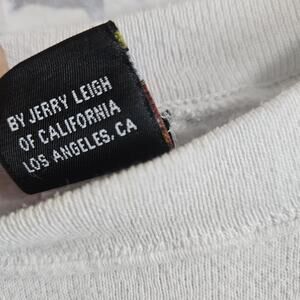 BY JERRY LEIGH
OF CALIFORNIA
LOS ANGELES, CA